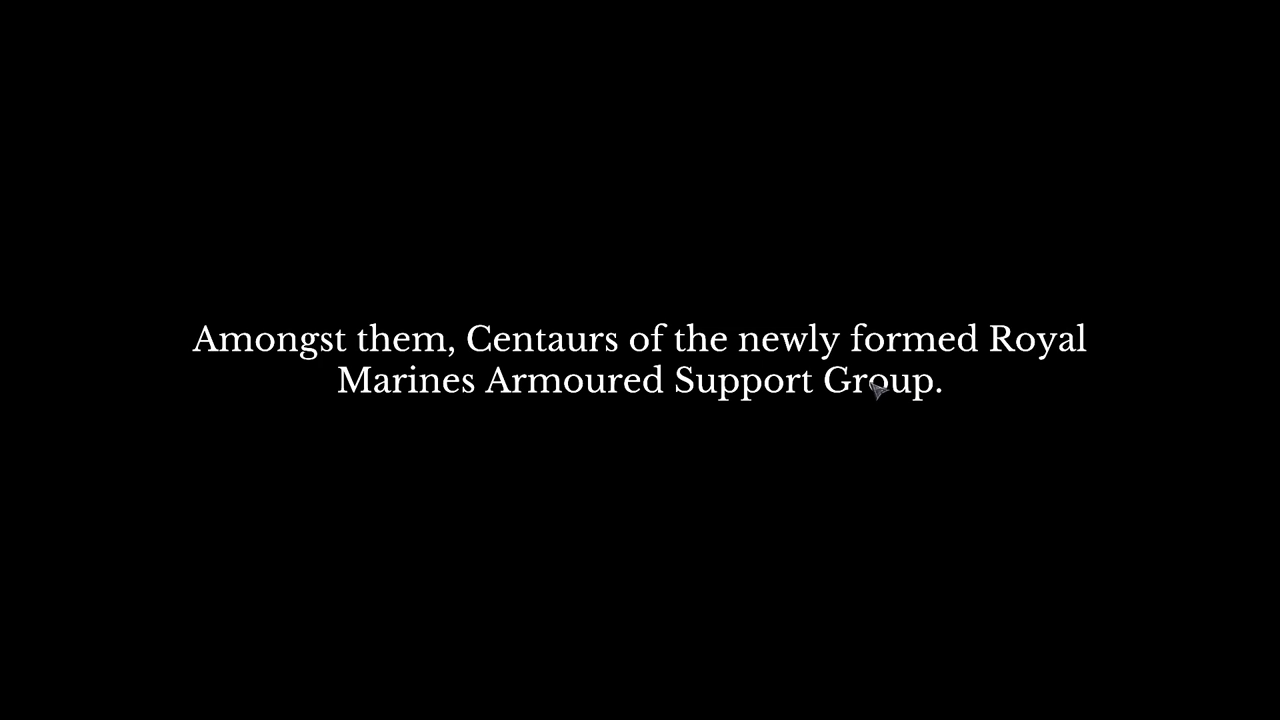 Amongst them, Centaurs of the newly formed Royal
Marines Armoured Support Group.